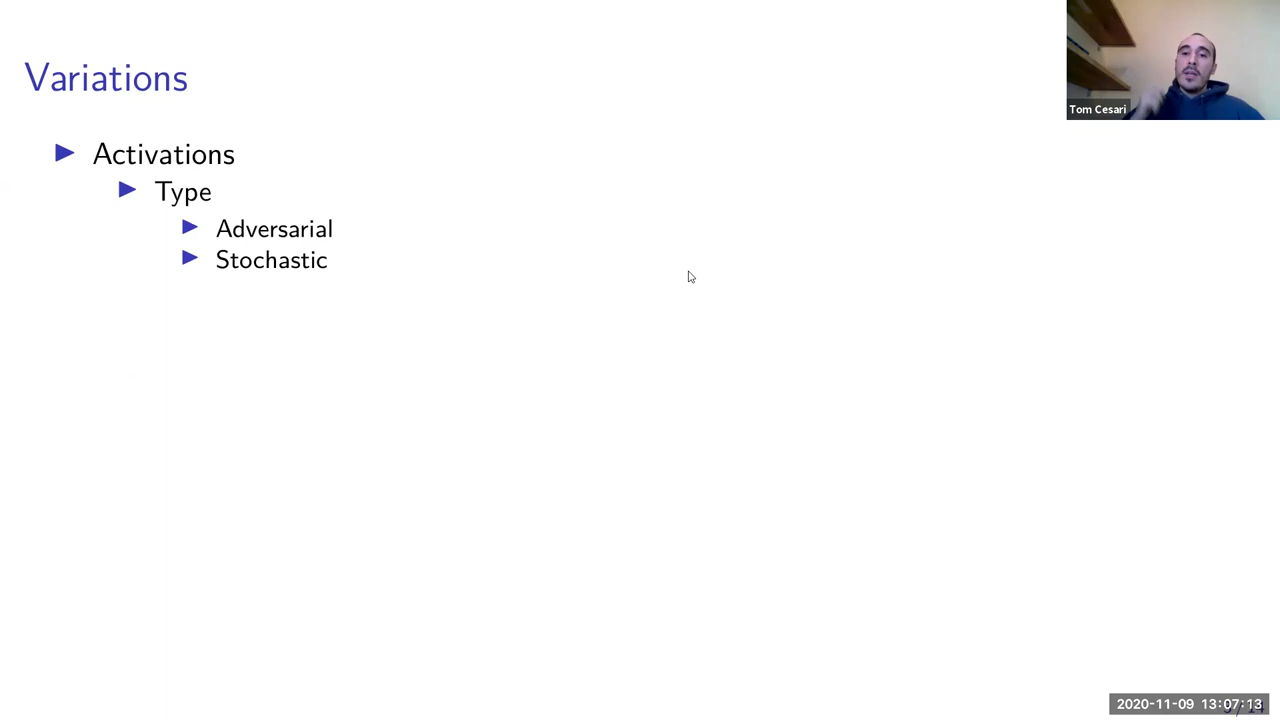 Variations
Activations
Type
Adversarial
Stochastic
Tom Cesari
2020-11-09 13:07:13